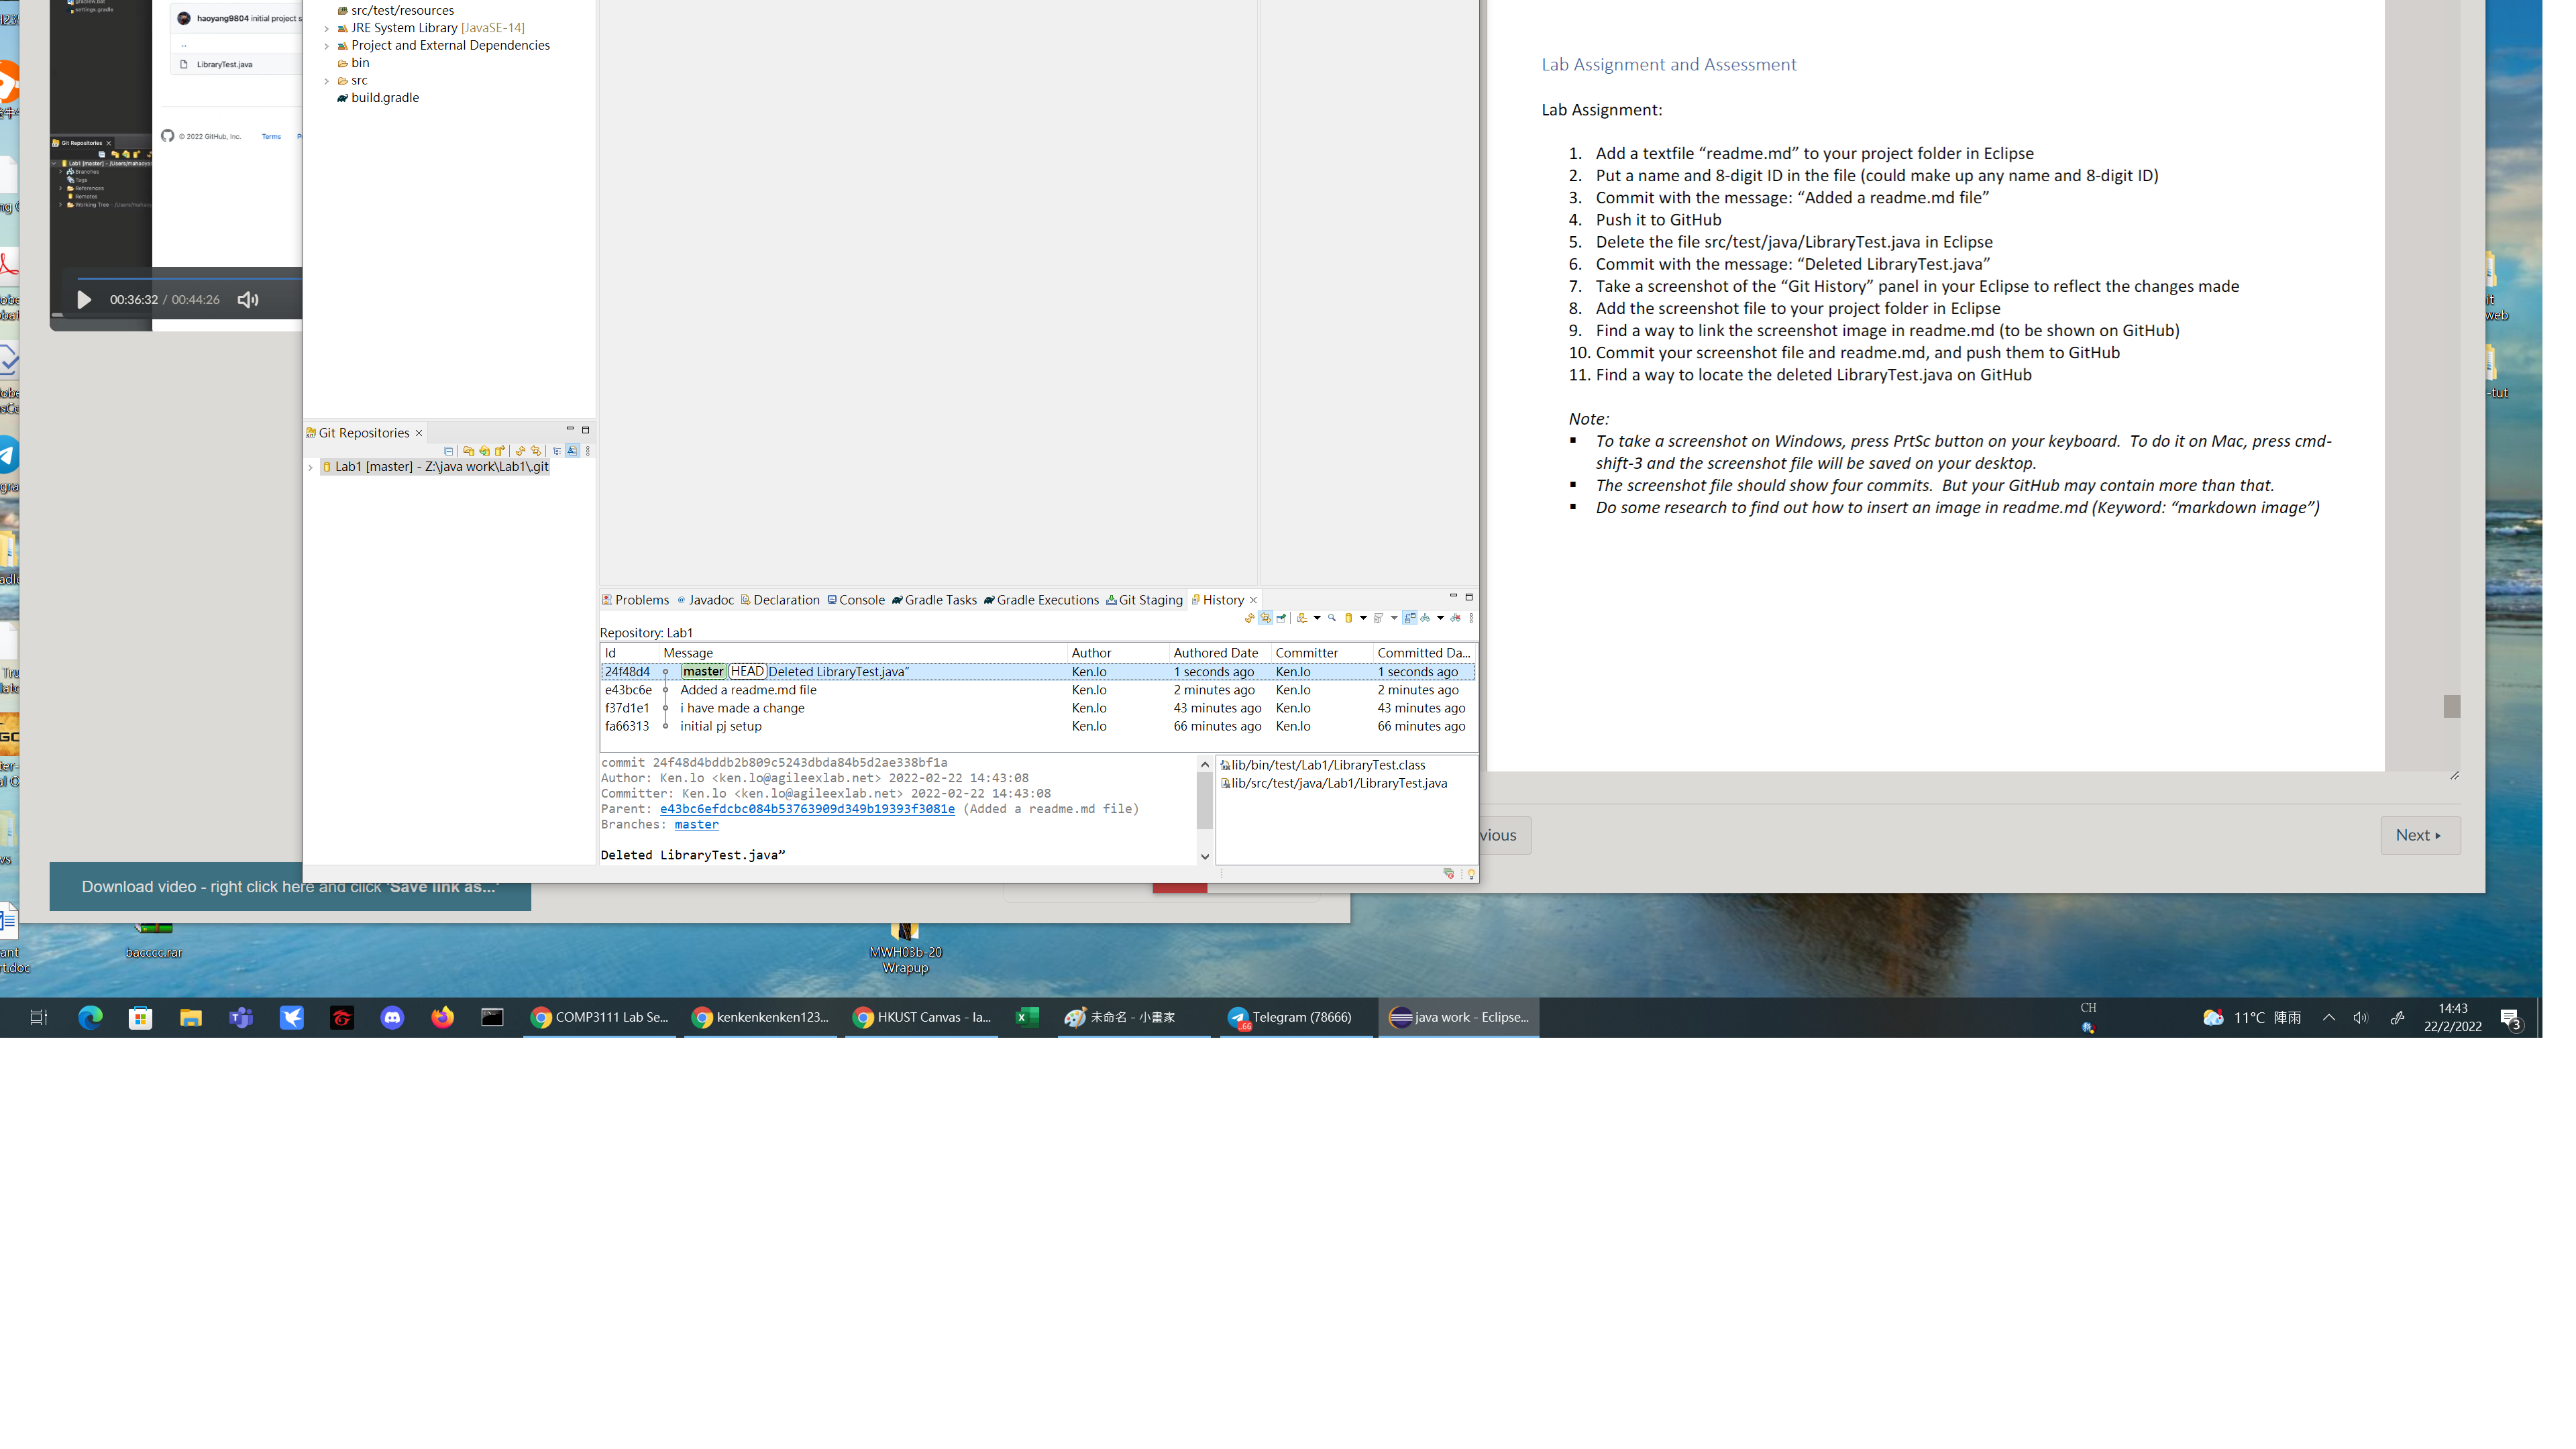 settings.gradle
haoyang9804 initial project s
..
LibraryTest.java
© 2022 GitHub, Inc.
Terms
Git Repositories
Lab1 [master] -
Branches
Tags
References
Remotes
Working Tree -
00:36:32 / 00:44:26
src/test/resources
JRE System Library [JavaSE-14]
Project and External Dependencies
bin
src
build.gradle
Git Repositories
Lab1 [master] - Z:\java work\Lab1\.git
Problems
Javadoc
Declaration
Console
Gradle Tasks
Gradle Executions
Git Staging
History
Repository: Lab1
Id Message Author Authored Date Committer Committed Da...
24f48d4 master HEAD Deleted LibraryTest.java” Ken.lo 1 seconds ago Ken.lo 1 seconds ago
e43bc6e Added a readme.md file Ken.lo 2 minutes ago Ken.lo 2 minutes ago
f37d1e1 i have made a change Ken.lo 43 minutes ago Ken.lo 43 minutes ago
fa66313 initial pj setup Ken.lo 66 minutes ago Ken.lo 66 minutes ago
commit 24f48d4bddb2b809c5243dbda84b5d2ae338bf1a
Author: Ken.lo <ken.lo@agileexlab.net> 2022-02-22 14:43:08
Committer: Ken.lo <ken.lo@agileexlab.net> 2022-02-22 14:43:08
Parent: e43bc6efdcbc084b53763909d349b19393f3081e (Added a readme.md file)
Branches: master
Deleted LibraryTest.java”
lib/bin/test/Lab1/LibraryTest.class
lib/src/test/java/Lab1/LibraryTest.java
Lab Assignment and Assessment
Lab Assignment:
1. Add a textfile “readme.md” to your project folder in Eclipse
2. Put a name and 8-digit ID in the file (could make up any name and 8-digit ID)
3. Commit with the message: “Added a readme.md file”
4. Push it to GitHub
5. Delete the file src/test/java/LibraryTest.java in Eclipse
6. Commit with the message: “Deleted LibraryTest.java”
7. Take a screenshot of the “Git History” panel in your Eclipse to reflect the changes made
8. Add the screenshot file to your project folder in Eclipse
9. Find a way to link the screenshot image in readme.md (to be shown on GitHub)
10. Commit your screenshot file and readme.md, and push them to GitHub
11. Find a way to locate the deleted LibraryTest.java on GitHub
Note:
▪ To take a screenshot on Windows, press PrtSc button on your keyboard. To do it on Mac, press cmd-
shift-3 and the screenshot file will be saved on your desktop.
▪ The screenshot file should show four commits. But your GitHub may contain more than that.
▪ Do some research to find out how to insert an image in readme.md (Keyword: “markdown image”)
vious
Next ▸
web
-tut
Download video - right click here and click 'Save link as...'
bacccc.rar
MWH03b-20
Wrapup
COMP3111 Lab Se...
kenkenkenken123...
HKUST Canvas - la...
未命名 - 小畫家
Telegram (78666)
java work - Eclipse...
CH
11°C 陣雨
14:43
22/2/2022
3